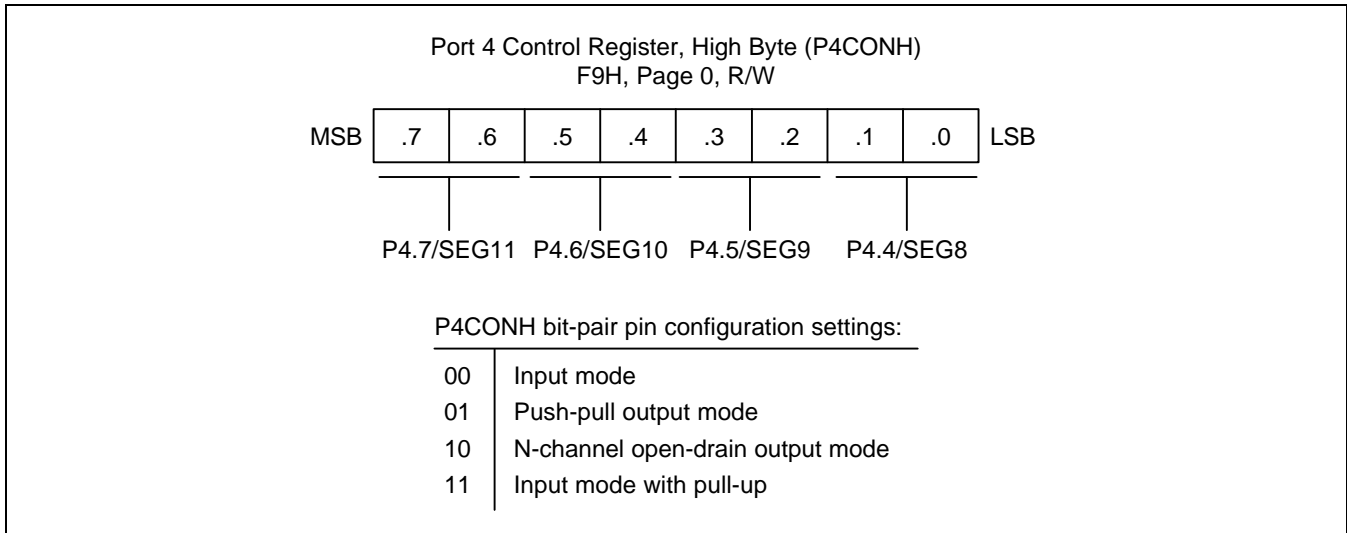 Port 4 Control Register, High Byte (P4CONH)
F9H, Page 0, R/W
MSB .7 .6 .5 .4 .3 .2 .1 .0 LSB
P4.7/SEG11 P4.6/SEG10 P4.5/SEG9 P4.4/SEG8
P4CONH bit-pair pin configuration settings:
00 Input mode
01 Push-pull output mode
10 N-channel open-drain output mode
11 Input mode with pull-up